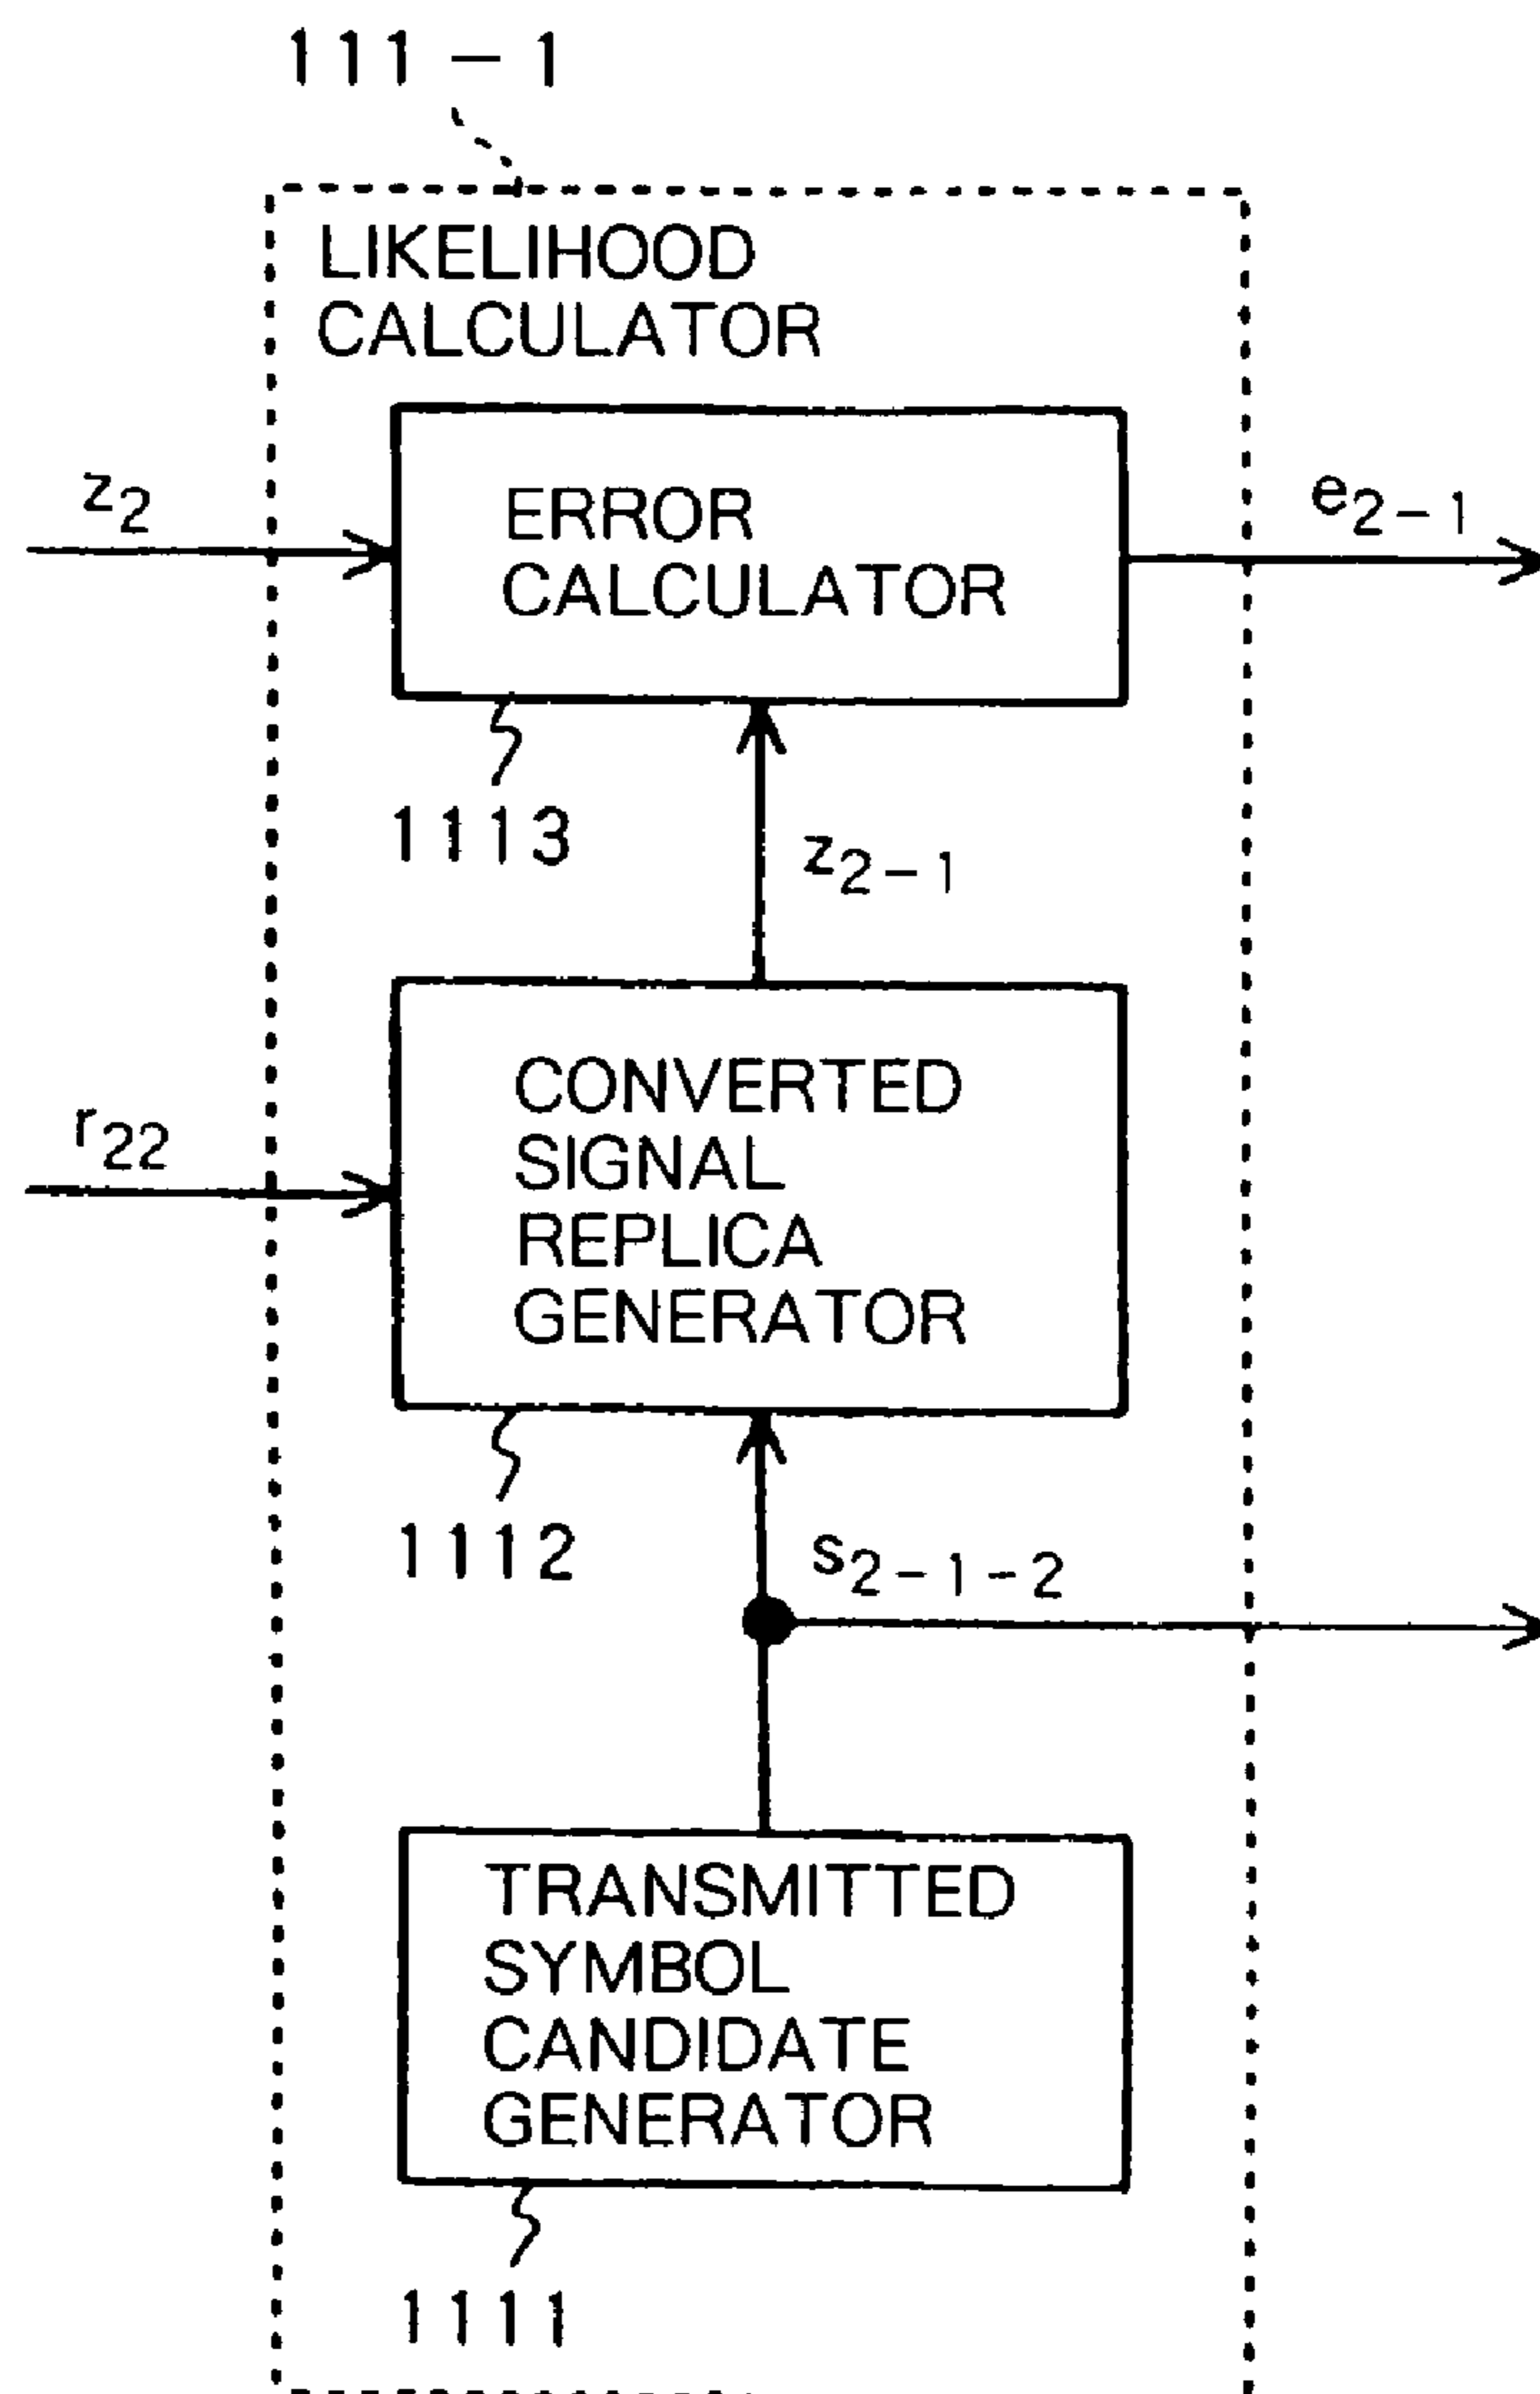 111-1
LIKELIHOOD
CALCULATOR
z2
ERROR
CALCULATOR
e2-1
1113
z2-1
r22
CONVERTED
SIGNAL
REPLICA
GENERATOR
1112
s2-1-2
TRANSMITTED
SYMBOL
CANDIDATE
GENERATOR
1111